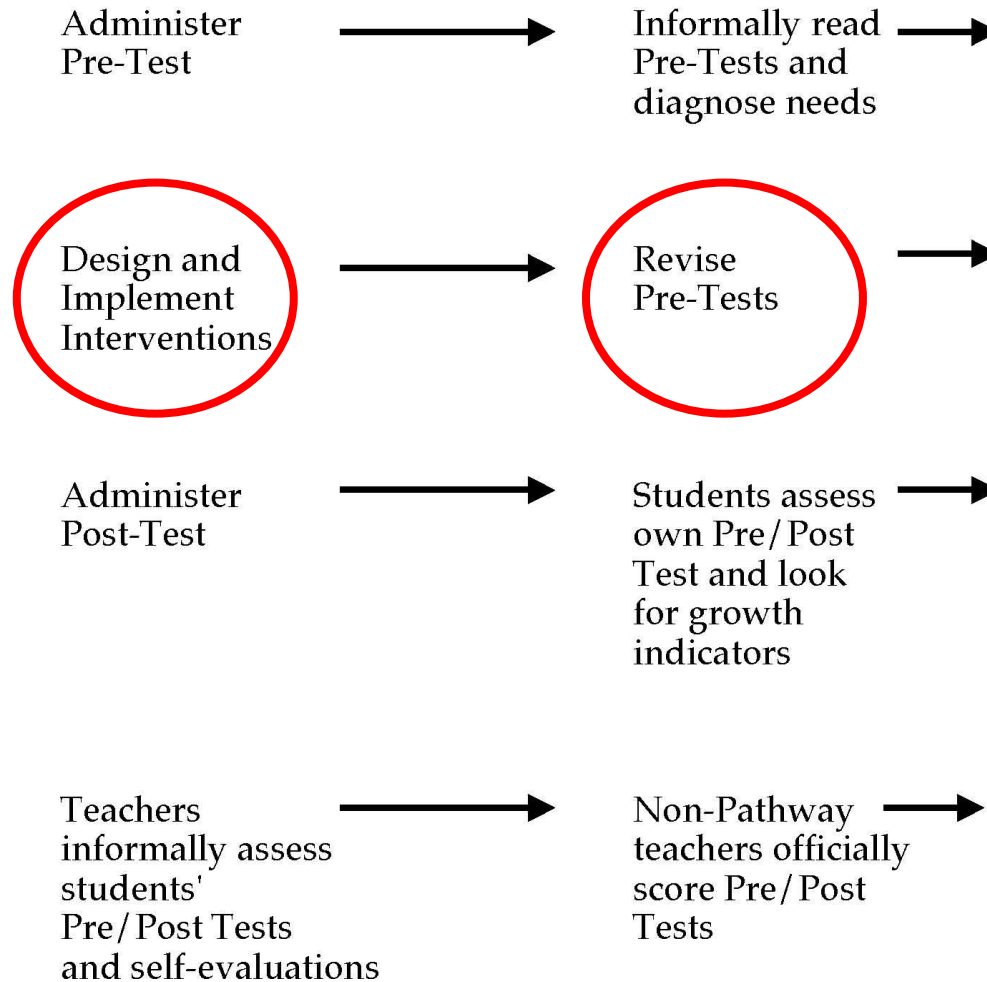 Administer
Pre-Test
Informally read
Pre-Tests and
diagnose needs
Design and
Implement
Interventions
Revise
Pre-Tests
Administer
Post-Test
Students assess
own Pre/Post
Test and look
for growth
indicators
Teachers
informally assess
students'
Pre/Post Tests
and self-evaluations
Non-Pathway
teachers officially
score Pre/Post
Tests